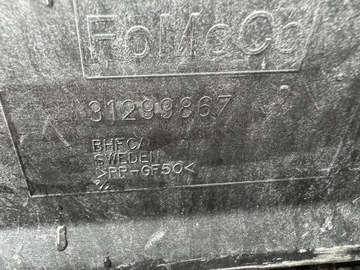 FoMoCo
31299867
BHFC/
SWEDEN
>PP-GF50<